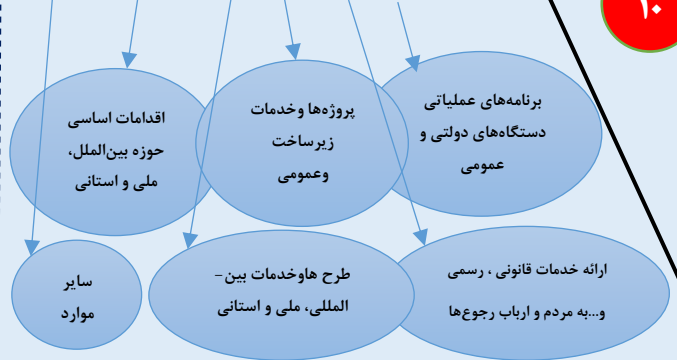 ۱۰
برنامه‌های عملیاتی
دستگاه‌های دولتی و
عمومی
پروژه‌ها وخدمات
زیرساخت
وعمومی
اقدامات اساسی
حوزه بین‌الملل،
ملی و استانی
ارائه خدمات قانونی ، رسمی
و...به مردم و ارباب رجوع‌ها
طرح هاوخدمات بین –
المللی، ملی و استانی
سایر
موارد